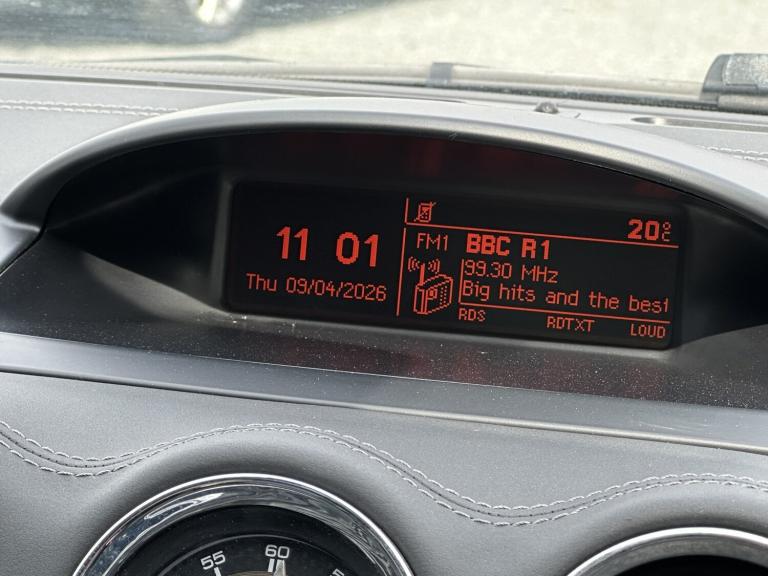 11 01
Thu 09/04/2026
20°C
FM1 BBC R1
99.30 MHz
Big hits and the best
RDS RDTXT LOUD
55 60